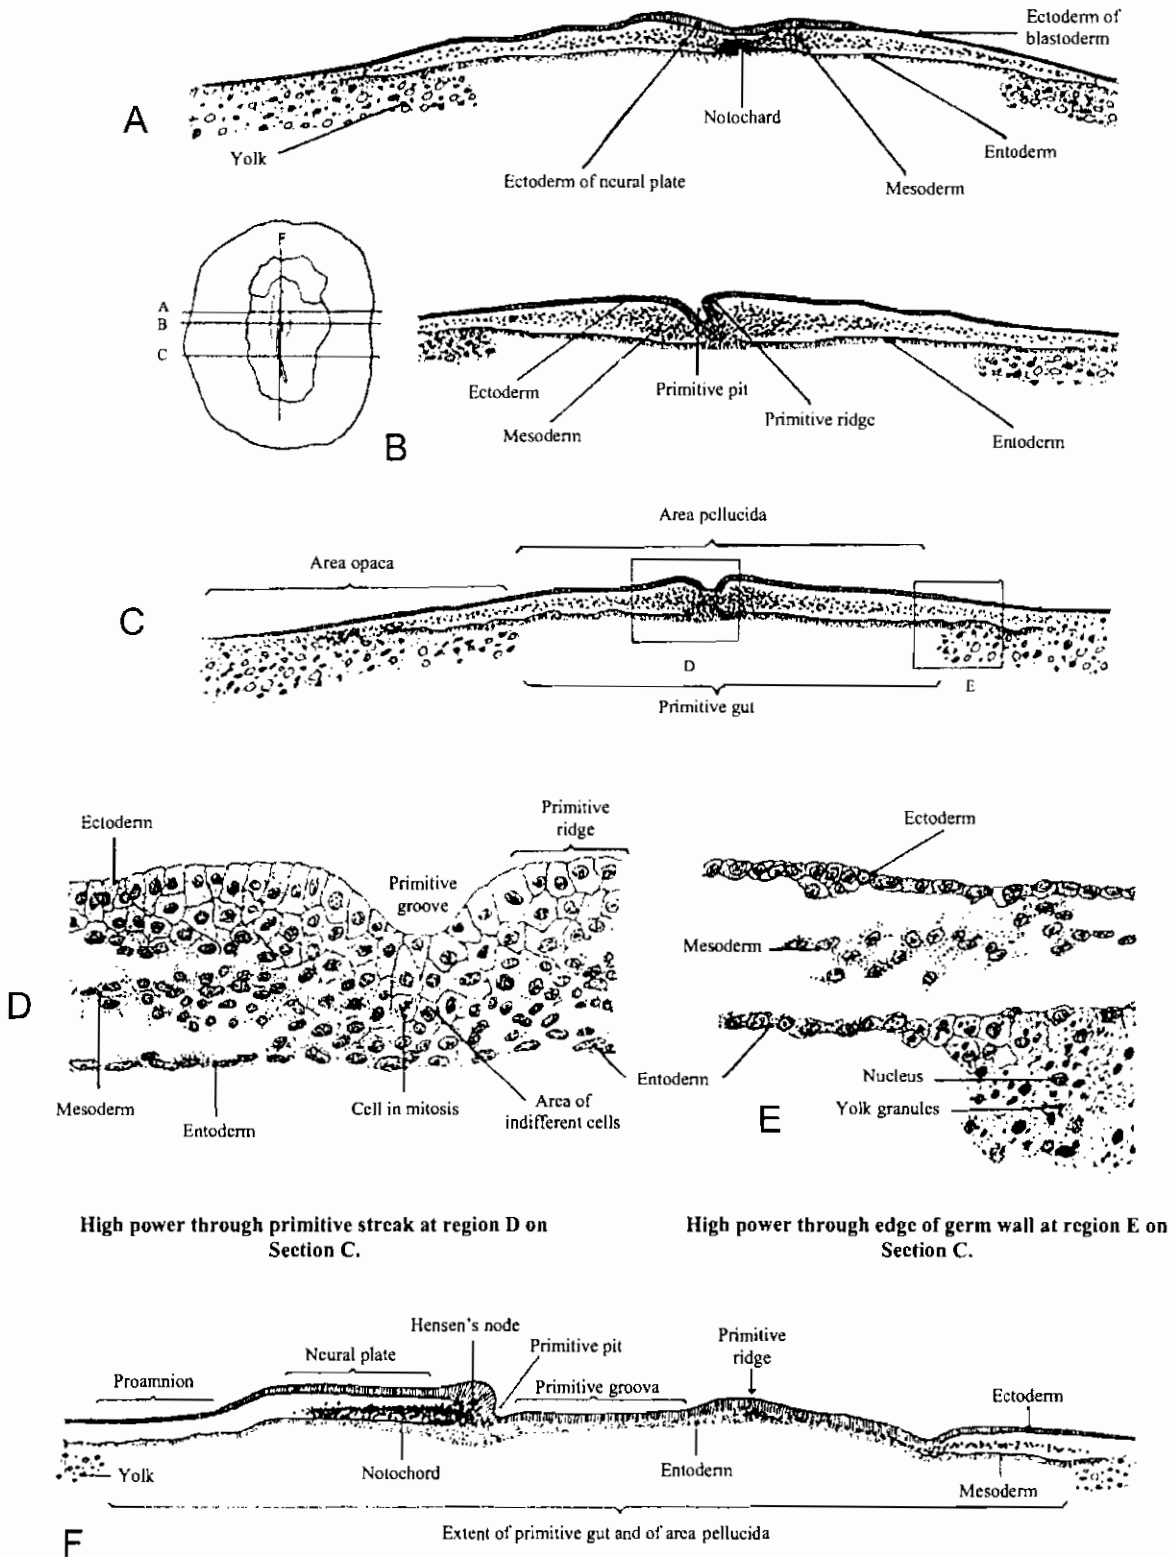 Ectoderm of
blastoderm
A
Notochard
Yolk
Entoderm
Ectoderm of neural plate
Mesoderm
F
A
B
C
Ectoderm
Primitive pit
Primitive ridge
Mesoderm
Entoderm
B
Area pellucida
Area opaca
C
D
E
Primitive gut
Primitive
ridge
Ectoderm
Primitive
groove
Ectoderm
Mesoderm
D
Mesoderm
Entoderm
Cell in mitosis
Area of
indifferent cells
Entoderm
Nucleus
Yolk granules
E
High power through primitive streak at region D on
Section C.
High power through edge of germ wall at region E on
Section C.
Hensen's node
Primitive pit
Primitive
ridge
Neural plate
Proamnion
Primitive groova
Ectoderm
Yolk
Notochord
Entoderm
Mesoderm
Extent of primitive gut and of area pellucida
F